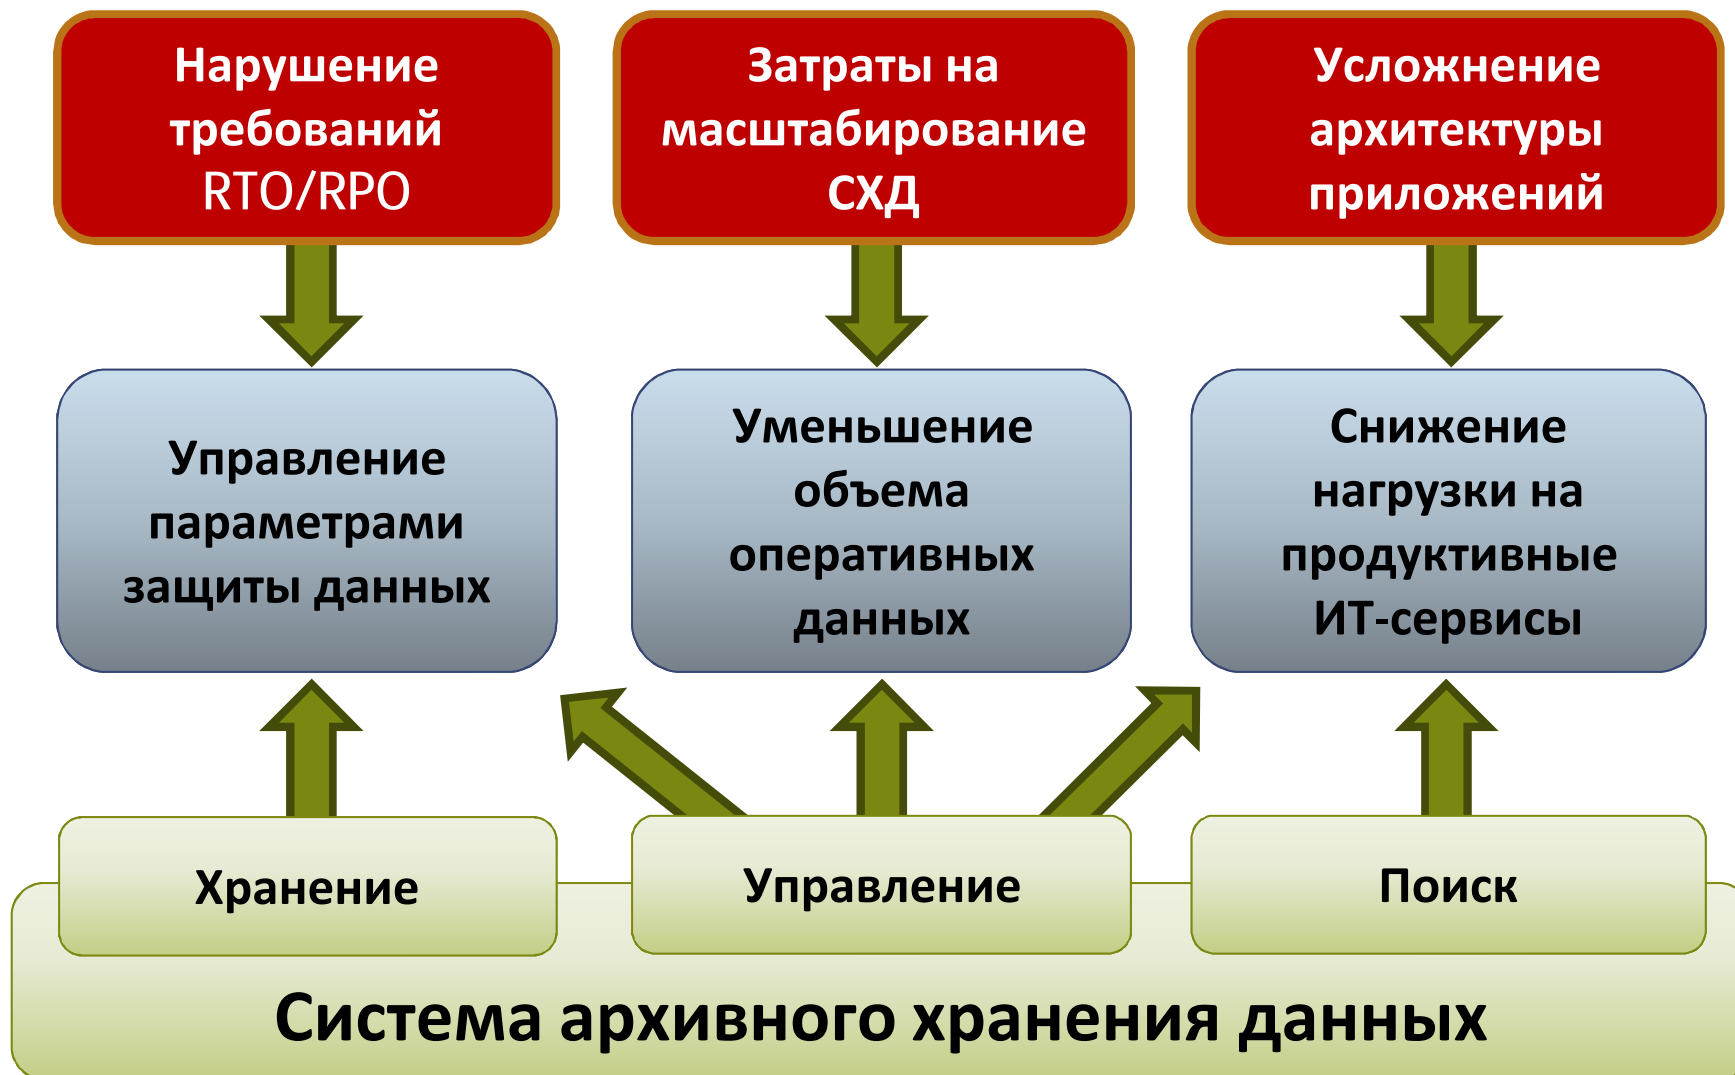 Нарушение
требований
RTO/RPO
Затраты на
масштабирование
СХД
Усложнение
архитектуры
приложений
Управление
параметрами
защиты данных
Уменьшение
объема
оперативных
данных
Снижение
нагрузки на
продуктивные
ИТ-сервисы
Хранение
Управление
Поиск
Система архивного хранения данных